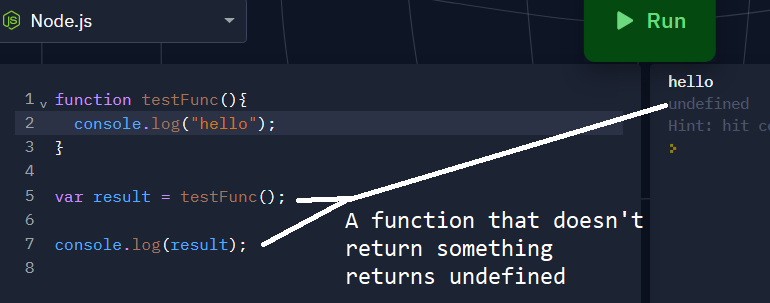 Node.js
Run
1 function testFunc(){
2 console.log("hello");
3 }
4
5 var result = testFunc();
6
7 console.log(result);
8
hello
undefined
Hint: hit c
>
A function that doesn't
return something
returns undefined